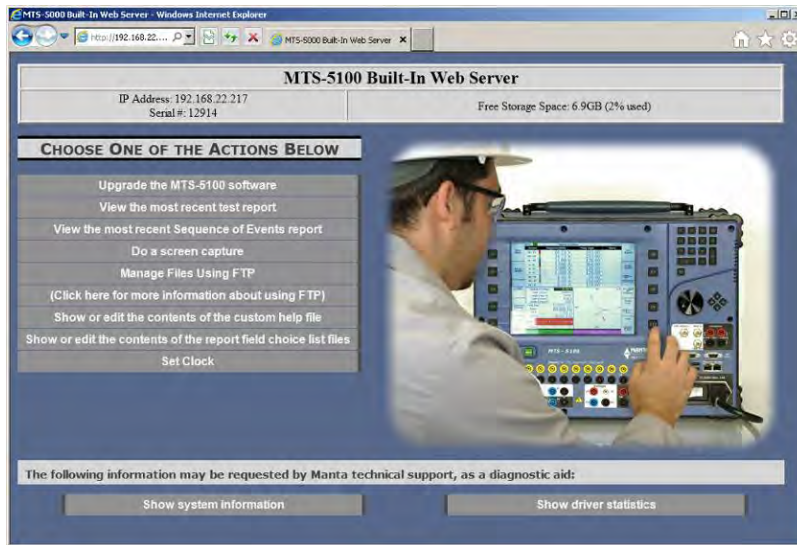 MTS-5000 Built-In Web Server - Windows Internet Explorer
http://192.168.22....
MTS-5000 Built-In Web Server
MTS-5100 Built-In Web Server
IP Address: 192.168.22.217
Serial #: 12914
Free Storage Space: 6.9GB (2% used)
CHOOSE ONE OF THE ACTIONS BELOW
Upgrade the MTS-5100 software
View the most recent test report
View the most recent Sequence of Events report
Do a screen capture
Manage Files Using FTP
(Click here for more information about using FTP)
Show or edit the contents of the custom help file
Show or edit the contents of the report field choice list files
Set Clock
MTS-5100
MANTA
The following information may be requested by Manta technical support, as a diagnostic aid:
Show system information
Show driver statistics